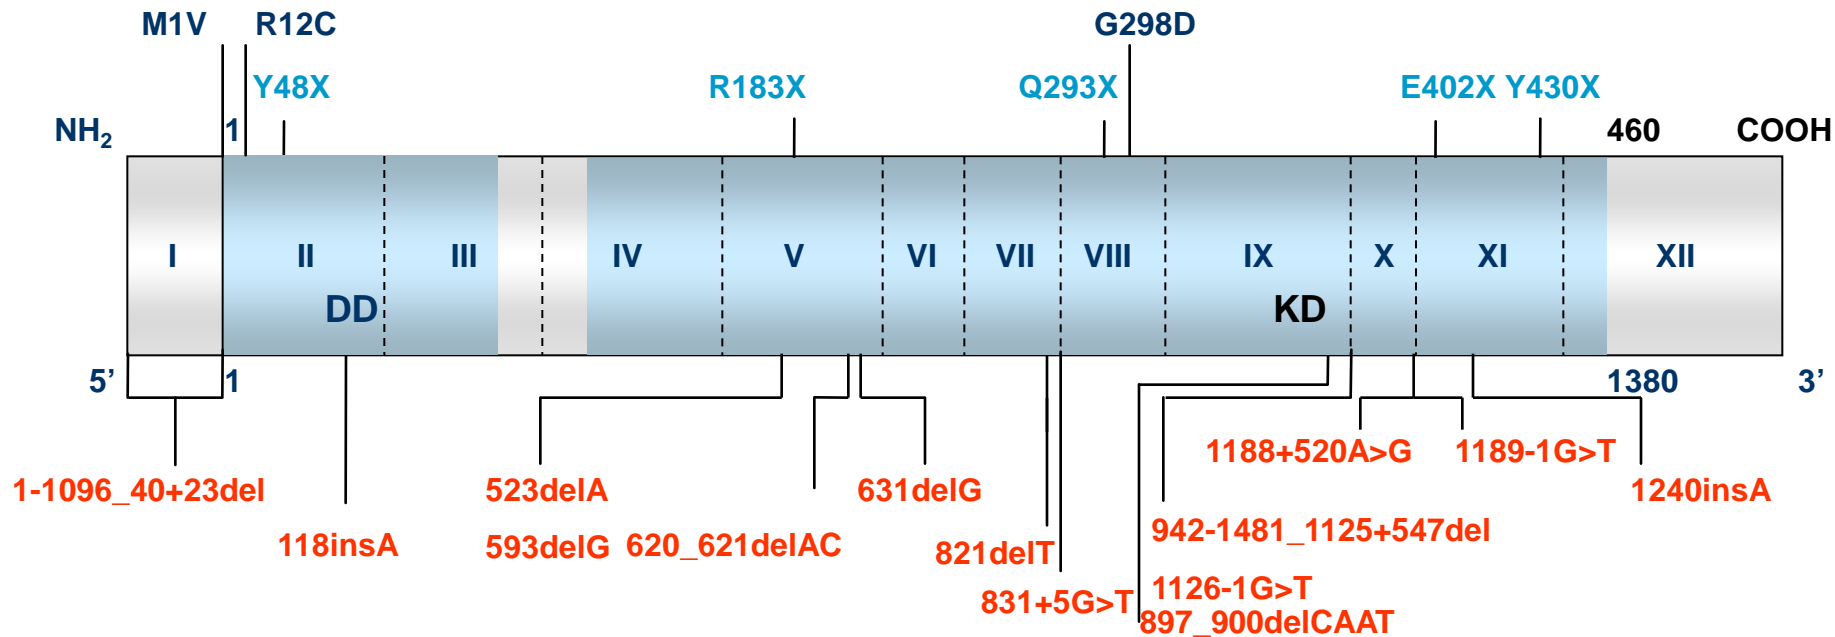 M1V R12C G298D
Y48X R183X Q293X E402X Y430X
NH2 1 460 COOH
I II III IV V VI VII VIII IX X XI XII
DD KD
5’ 1 1380 3’
1188+520A>G 1189-1G>T
1-1096_40+23del 523delA 631delG 1240insA
942-1481_1125+547del
118insA 593delG 620_621delAC 821delT
1126-1G>T
831+5G>T
897_900delCAAT